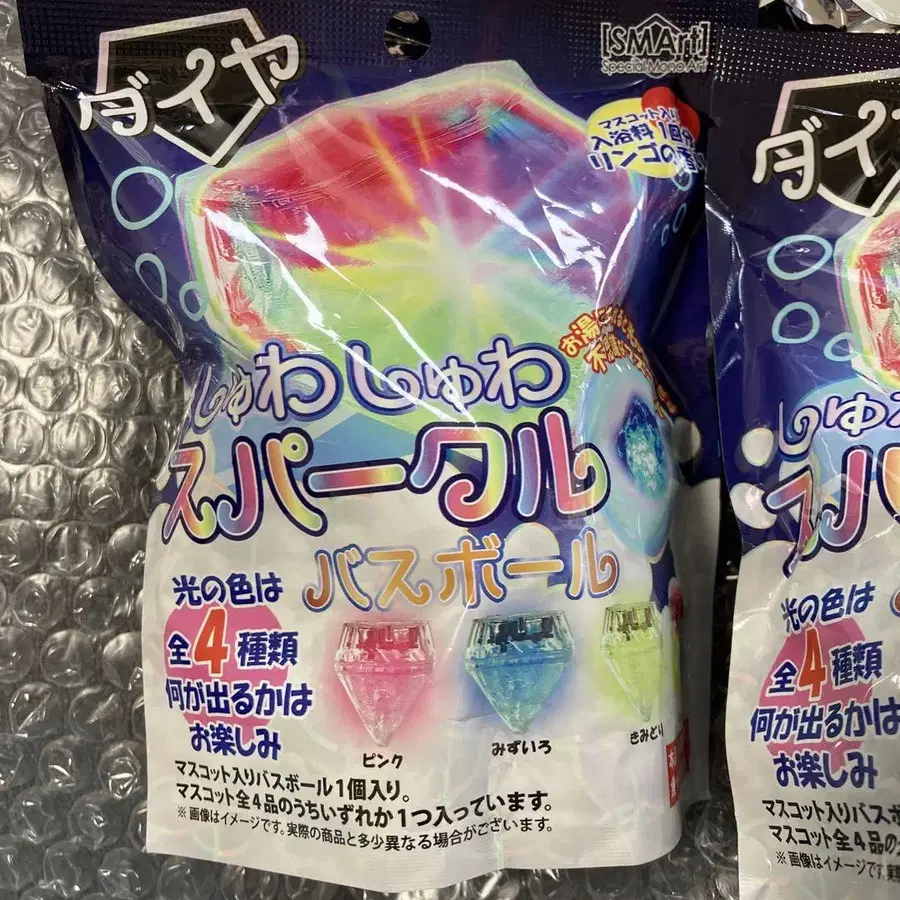 ダイヤ
[SMArt]
Special Mono Art
マスコット入り
入浴料 1回分
リンゴの香り
しゅわしゅわ
スパークル
バスボール
光の色は
全4種類
何が出るかは
お楽しみ
ピンク
みずいろ
きみどり
マスコット入りバスボール1個入り。
マスコット全4品のうちいずれか1つ入っています。
※画像はイメージです。実際の商品と多少異なる場合がございます。
ダイヤ
しゅわ
スパ
光の色は
全4種類
何が出るかは
お楽しみ
マスコット入りバスボ
マスコット全4品の
※画像はイメージです。実際